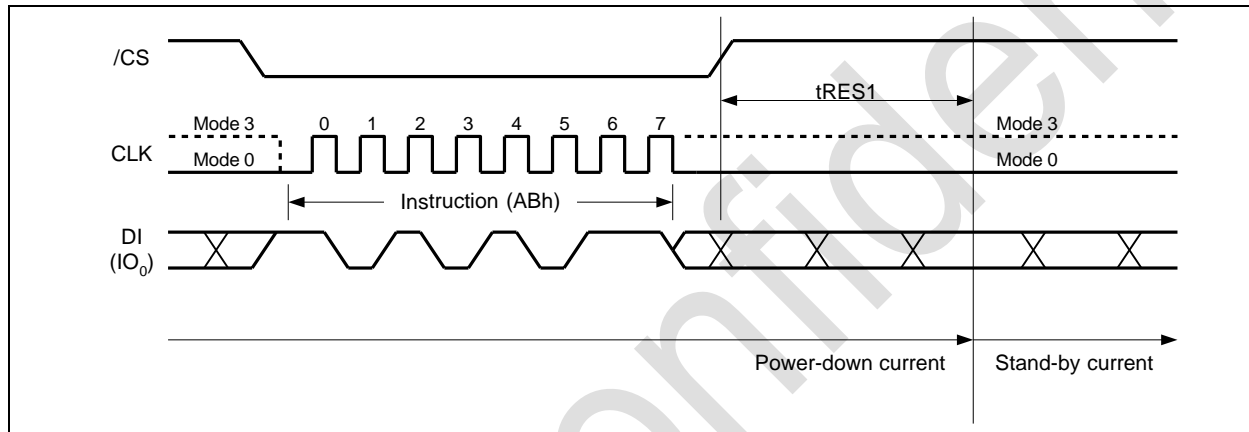 /CS
tRES1
Mode 3 0 1 2 3 4 5 6 7 Mode 3
CLK
Mode 0 Mode 0
Instruction (ABh)
DI
(IO0)
Power-down current Stand-by current